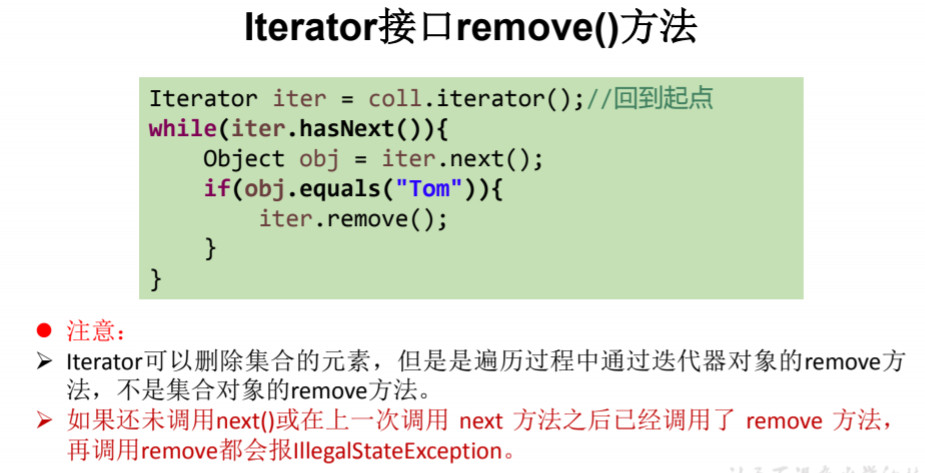 Iterator接口remove()方法
Iterator iter = coll.iterator();//回到起点
while(iter.hasNext()){
Object obj = iter.next();
if(obj.equals("Tom")){
iter.remove();
}
}
注意：
Iterator可以删除集合的元素，但是是遍历过程中通过迭代器对象的remove方
法，不是集合对象的remove方法。
如果还未调用next()或在上一次调用 next 方法之后已经调用了 remove 方法，
再调用remove都会报IllegalStateException。